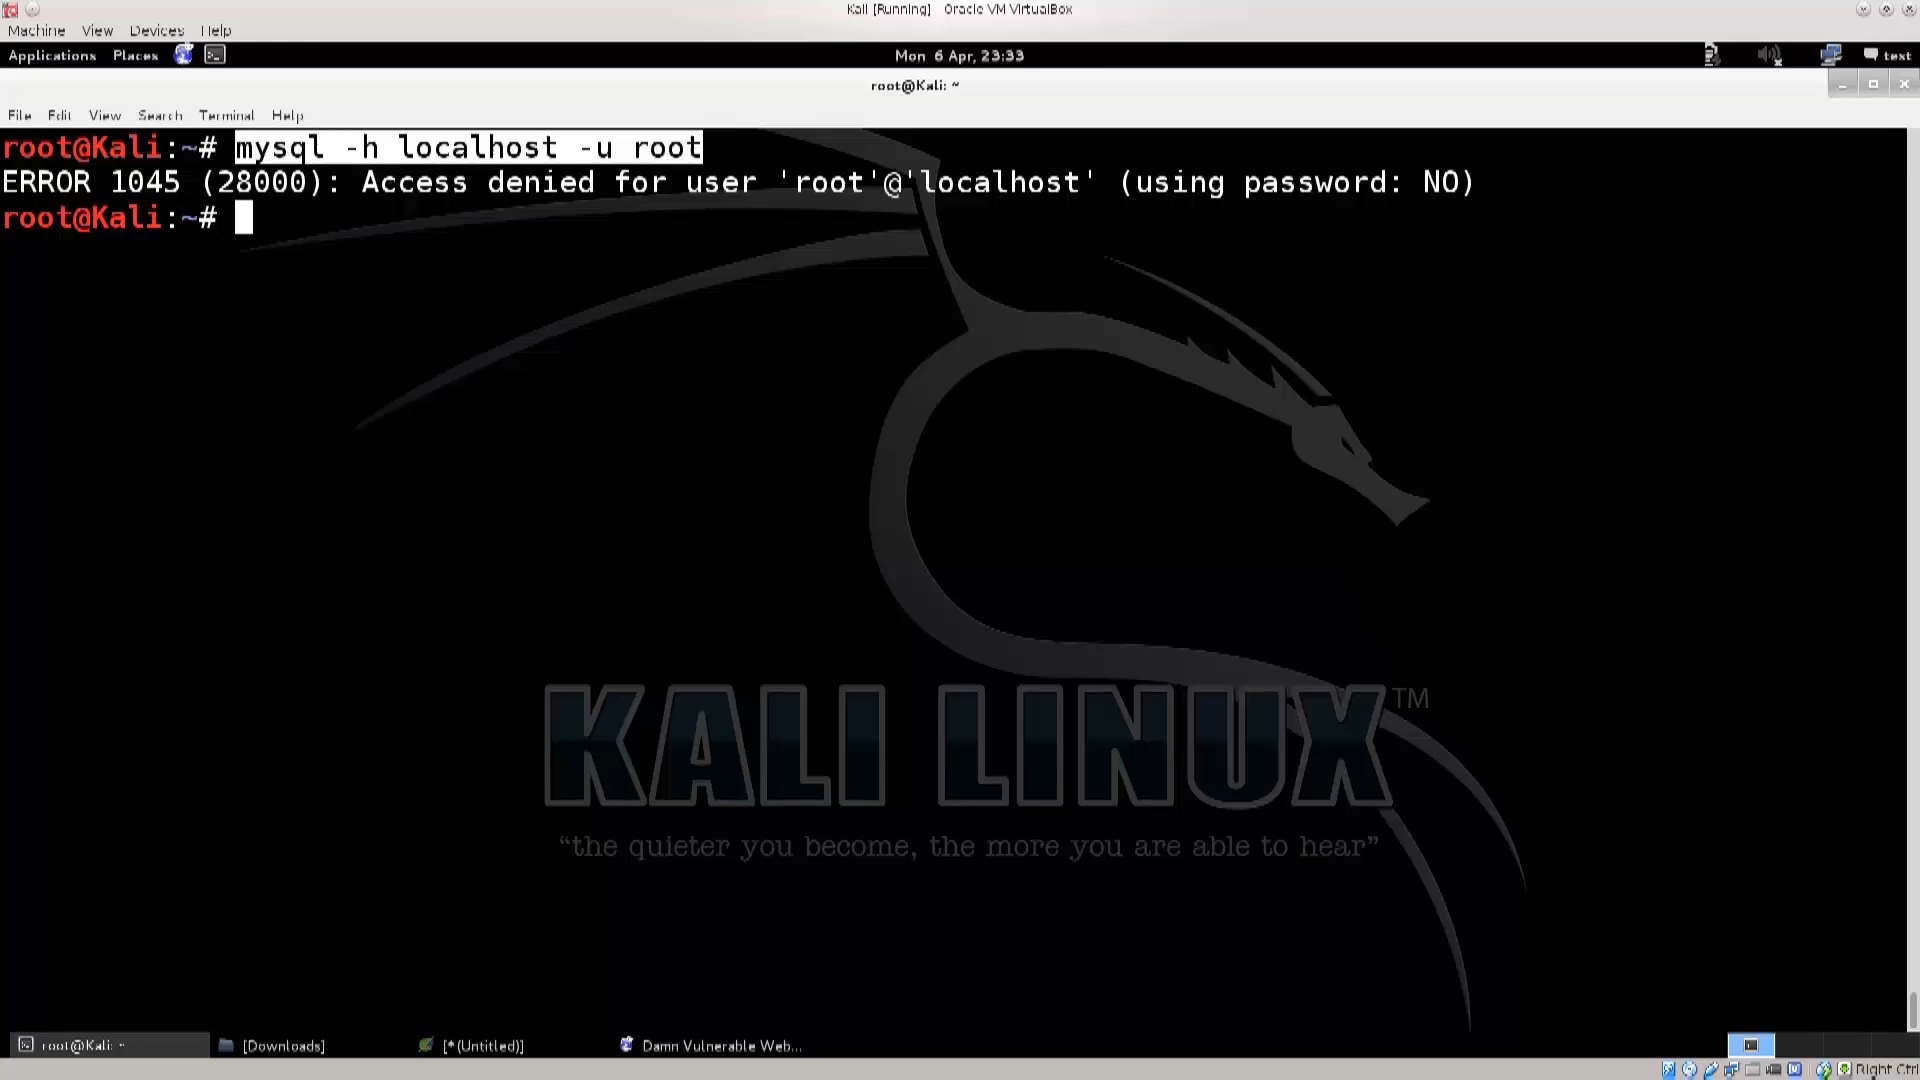 Kali [Running] - Oracle VM VirtualBox
Machine View Devices Help
Applications Places Mon 6 Apr, 23:33 text
root@Kali: ~
File Edit View Search Terminal Help
root@Kali:~# mysql -h localhost -u root
ERROR 1045 (28000): Access denied for user 'root'@'localhost' (using password: NO)
root@Kali:~#
KALI LINUX™
“the quieter you become, the more you are able to hear”
root@Kali: ~ [Downloads] [*(Untitled)] Damn Vulnerable Web...
Right Ctrl